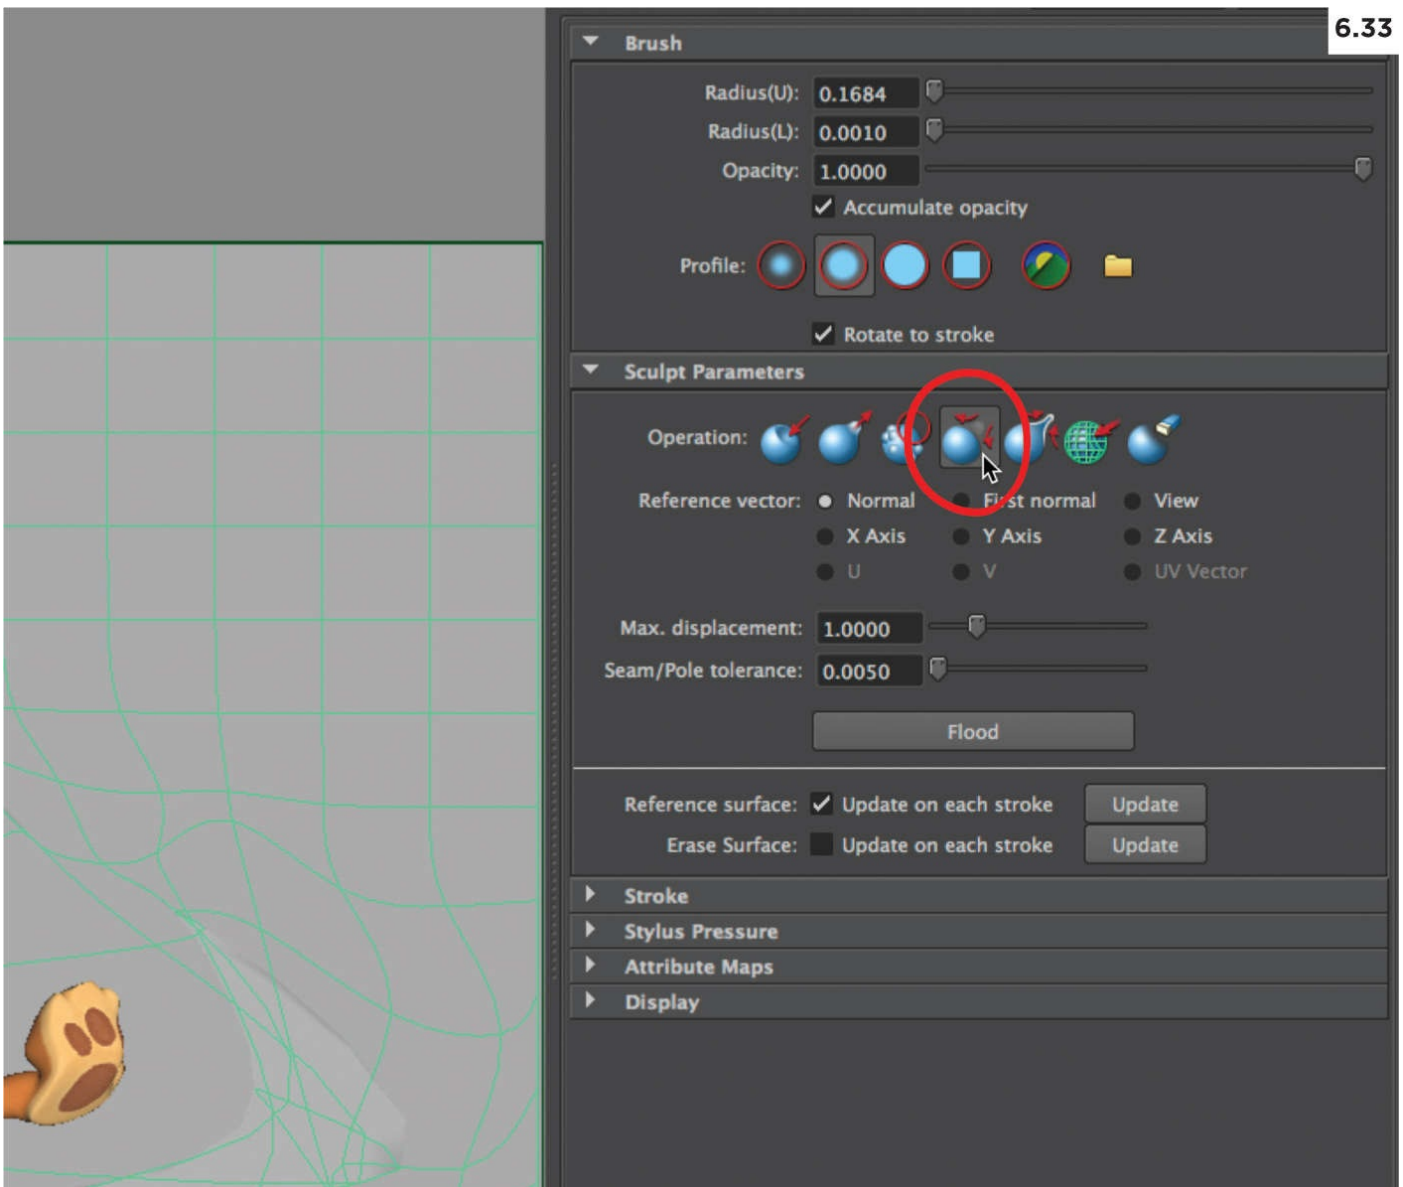 6.33
Brush
Radius(U): 0.1684
Radius(L): 0.0010
Opacity: 1.0000
Accumulate opacity
Profile:
Rotate to stroke
Sculpt Parameters
Operation:
Reference vector: Normal First normal View
X Axis Y Axis Z Axis
U V UV Vector
Max. displacement: 1.0000
Seam/Pole tolerance: 0.0050
Flood
Reference surface: Update on each stroke Update
Erase Surface: Update on each stroke Update
Stroke
Stylus Pressure
Attribute Maps
Display